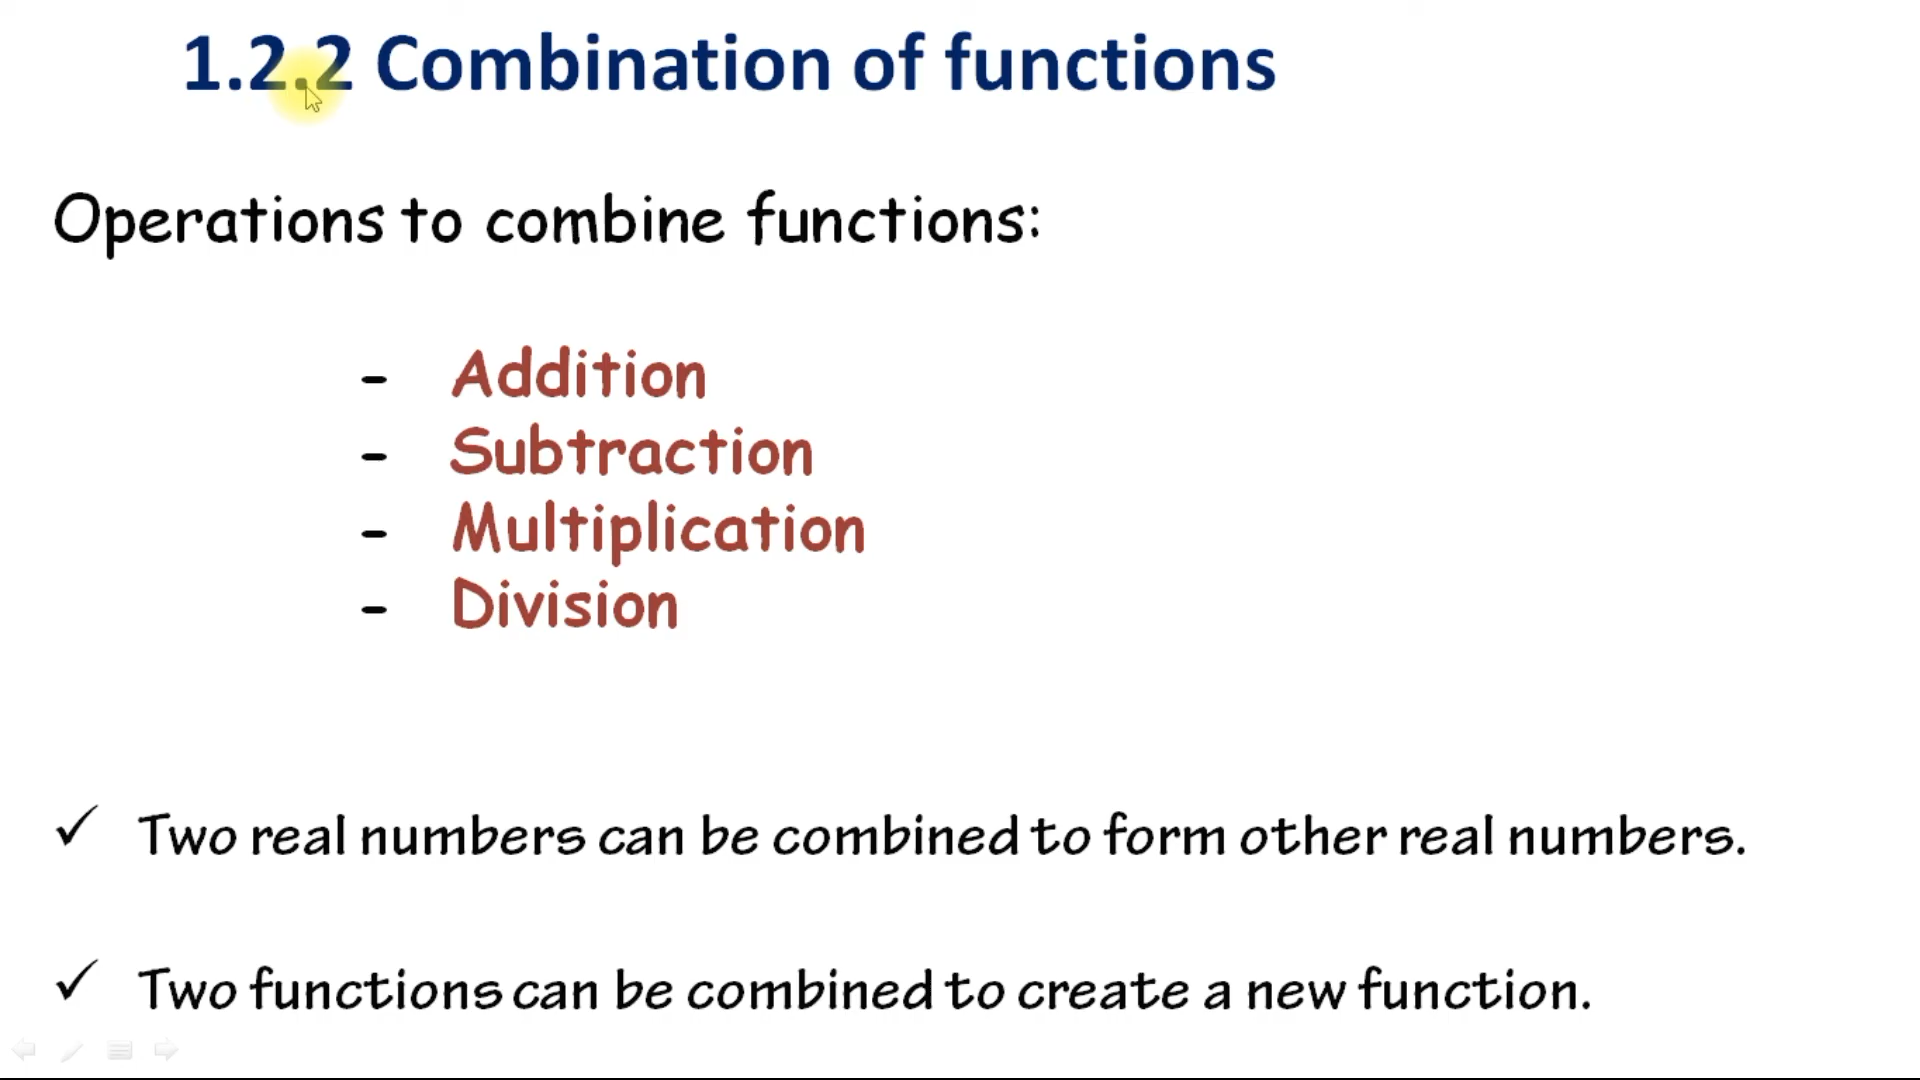 1.2.2 Combination of functions
Operations to combine functions:
- Addition
- Subtraction
- Multiplication
- Division
✓ Two real numbers can be combined to form other real numbers.
✓ Two functions can be combined to create a new function.